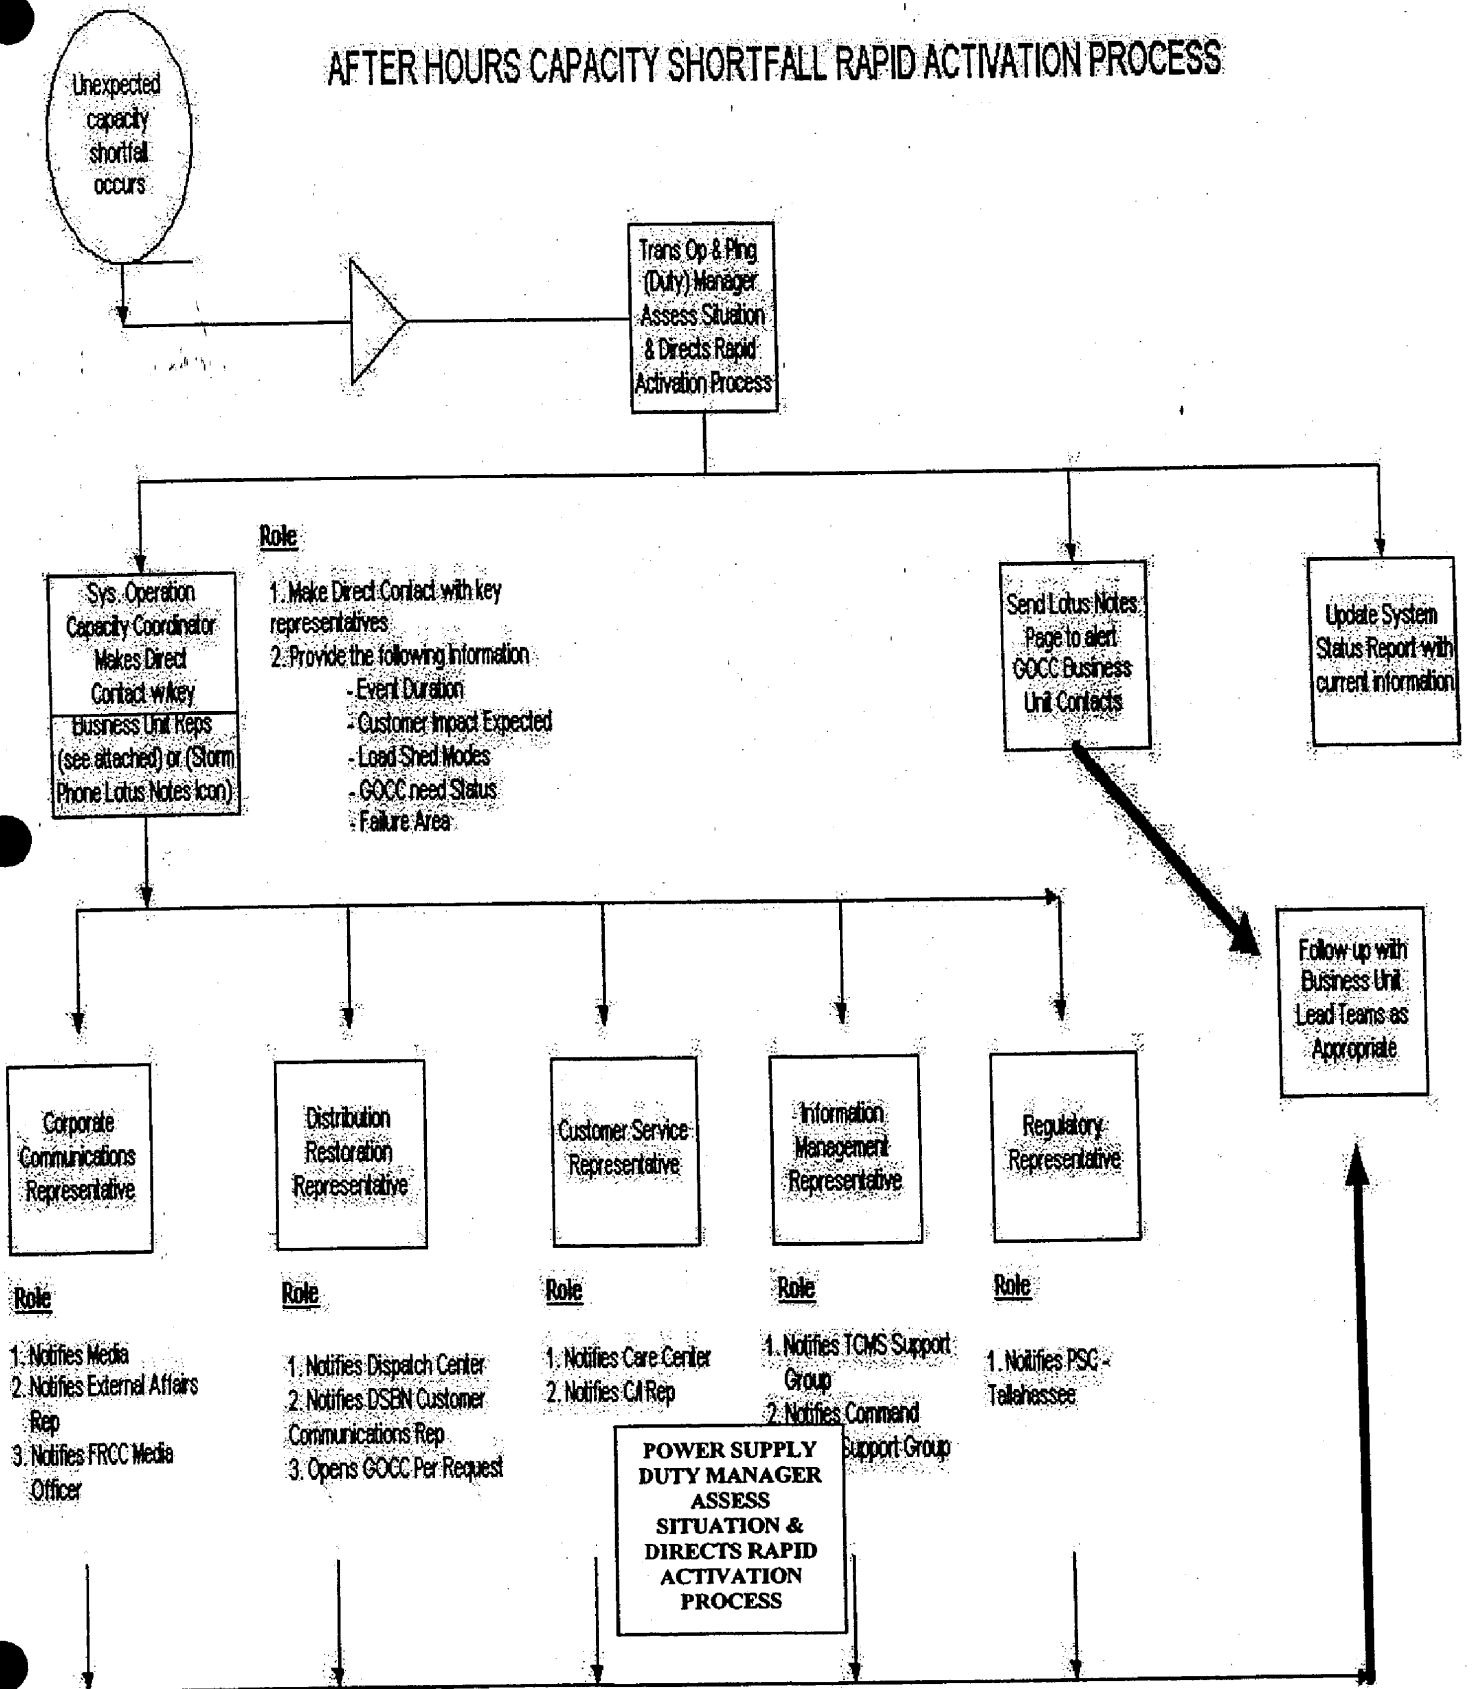 AFTER HOURS CAPACITY SHORTFALL RAPID ACTIVATION PROCESS
Unexpected
capacity
shortfall
occurs
Trans Op & Plng
(Duty) Manager
Assess Situation
& Directs Rapid
Activation Process
Sys. Operation
Capacity Coordinator
Makes Direct
Contact w/key
Business Unit Reps
(see attached) or (Storm
Phone Lotus Notes Icon)
Role
1. Make Direct Contact with key
representatives
2. Provide the following Information
- Event Duration
- Customer Impact Expected
- Load Shed Modes
- GOCC need Status
- Failure Area
Send Lotus Notes
Page to alert
GOCC Business
Unit Contacts
Update System
Status Report with
current information
Follow up with
Business Unit
Lead Teams as
Appropriate
Corporate
Communications
Representative
Distribution
Restoration
Representative
Customer Service
Representative
Information
Management
Representative
Regulatory
Representative
Role
1. Notifies Media
2. Notifies External Affairs
Rep
3. Notifies FRCC Media
Officer
Role
1. Notifies Dispatch Center
2. Notifies DSBN Customer
Communications Rep
3. Opens GOCC Per Request
Role
1. Notifies Care Center
2. Notifies C/I Rep
Role
1. Notifies TCMS Support
Group
2. Notifies Command
Support Group
Role
1. Notifies PSC -
Tallahassee
POWER SUPPLY
DUTY MANAGER
ASSESS
SITUATION &
DIRECTS RAPID
ACTIVATION
PROCESS